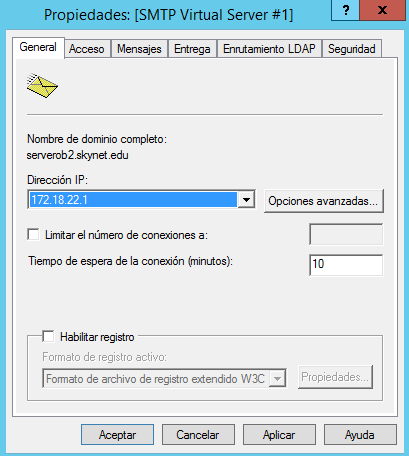 Propiedades: [SMTP Virtual Server #1]
? x
General Acceso Mensajes Entrega Enrutamiento LDAP Seguridad
Nombre de dominio completo:
serverob2.skynet.edu
Dirección IP:
172.18.22.1
Opciones avanzadas...
Limitar el número de conexiones a:
Tiempo de espera de la conexión (minutos): 10
Habilitar registro
Formato de registro activo:
Formato de archivo de registro extendido W3C
Propiedades...
Aceptar Cancelar Aplicar Ayuda